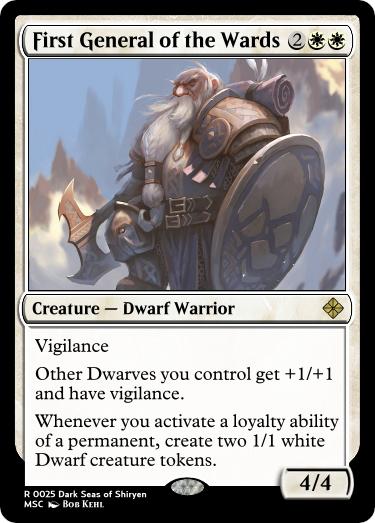 First General of the Wards 2
Creature — Dwarf Warrior
Vigilance
Other Dwarves you control get +1/+1
and have vigilance.
Whenever you activate a loyalty ability
of a permanent, create two 1/1 white
Dwarf creature tokens.
4/4
R 0025 Dark Seas of Shiryen
MSC Bob Kehl